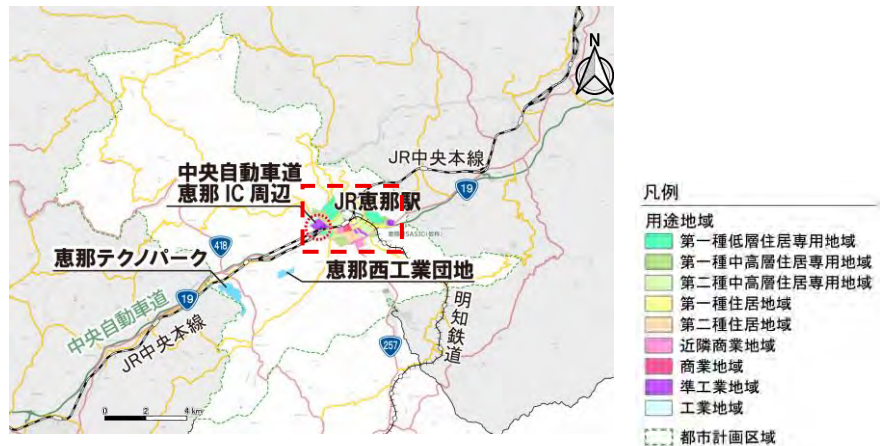 N
JR中央本線
19
中央自動車道
恵那 IC 周辺
JR恵那駅
418
恵那テクノパーク
恵那西工業団地
19
中央自動車道
JR中央本線
257
明知鉄道
0 2 4 km
凡例
用途地域
第一種低層住居専用地域
第一種中高層住居専用地域
第二種中高層住居専用地域
第一種住居地域
第二種住居地域
近隣商業地域
商業地域
準工業地域
工業地域
都市計画区域